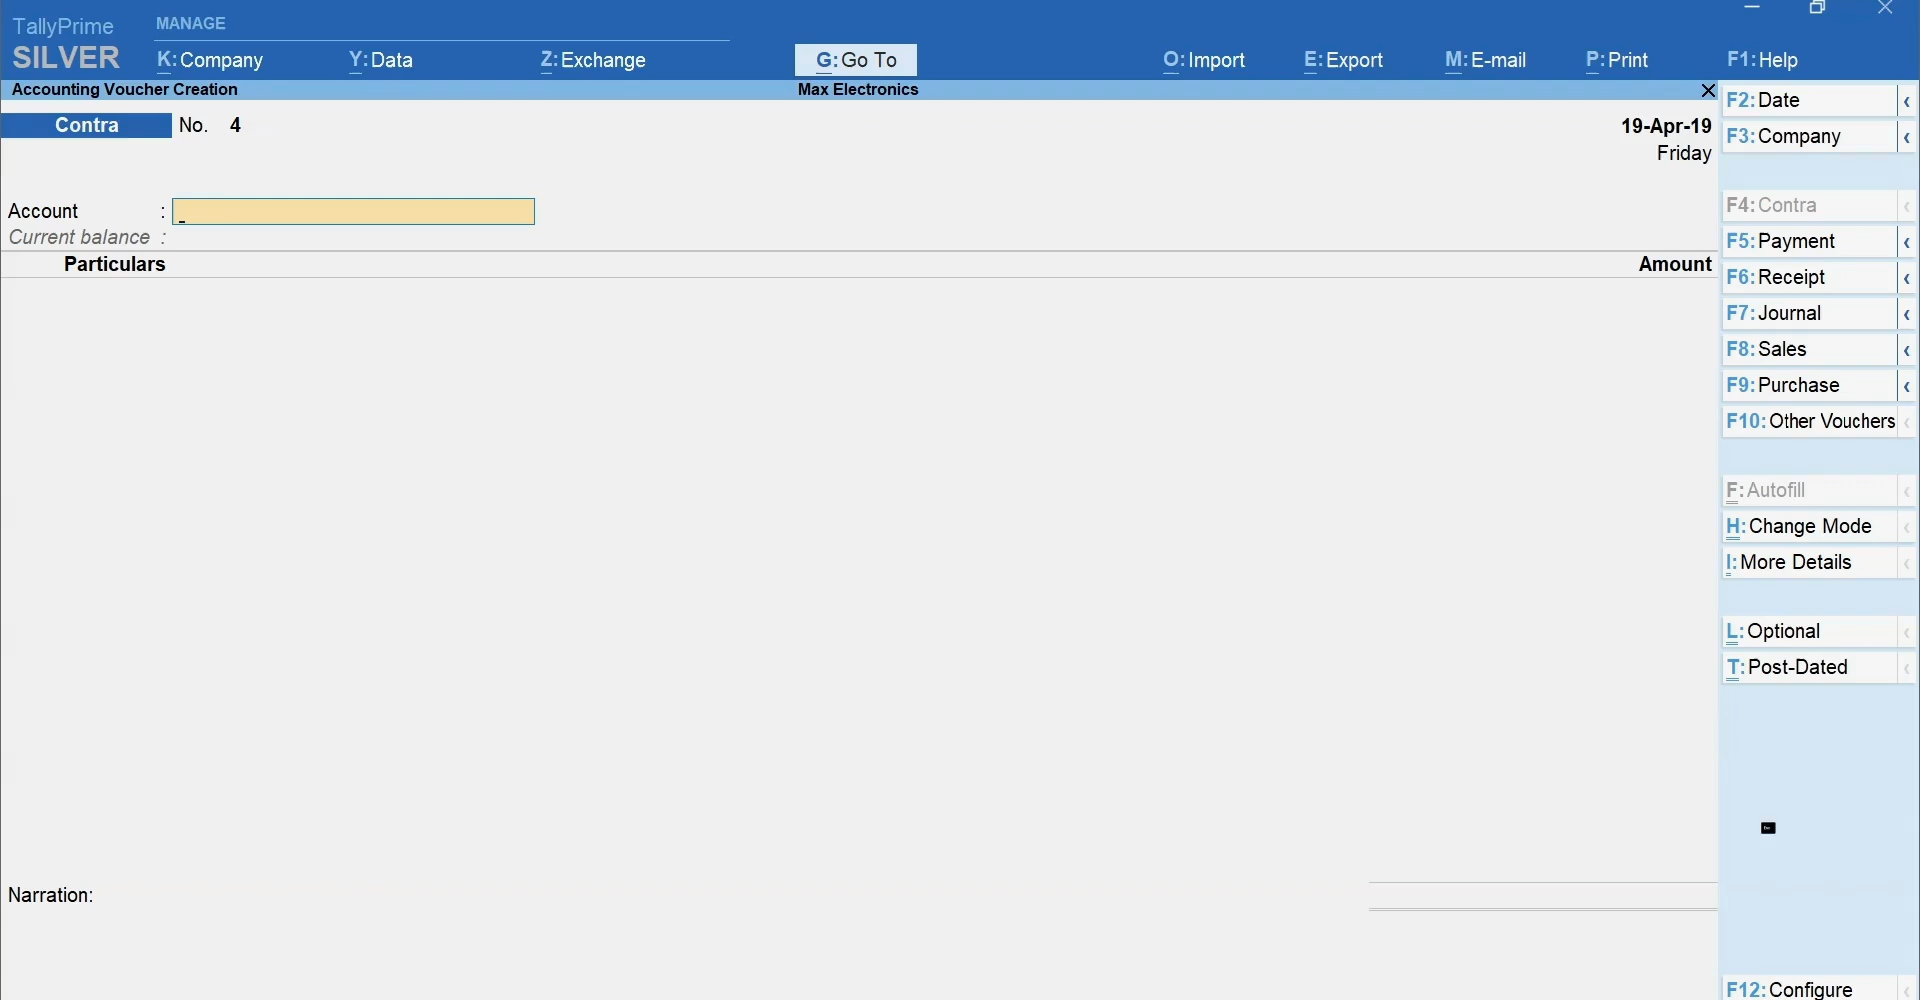 TallyPrime
SILVER
MANAGE
K: Company
Y: Data
Z: Exchange
G: Go To
O: Import
E: Export
M: E-mail
P: Print
F1: Help
Accounting Voucher Creation
Max Electronics
Contra No. 4
19-Apr-19
Friday
Account :
Current balance :
Particulars
Amount
Narration:
F2: Date
F3: Company
F4: Contra
F5: Payment
F6: Receipt
F7: Journal
F8: Sales
F9: Purchase
F10: Other Vouchers
F: Autofill
H: Change Mode
I: More Details
L: Optional
T: Post-Dated
F12: Configure